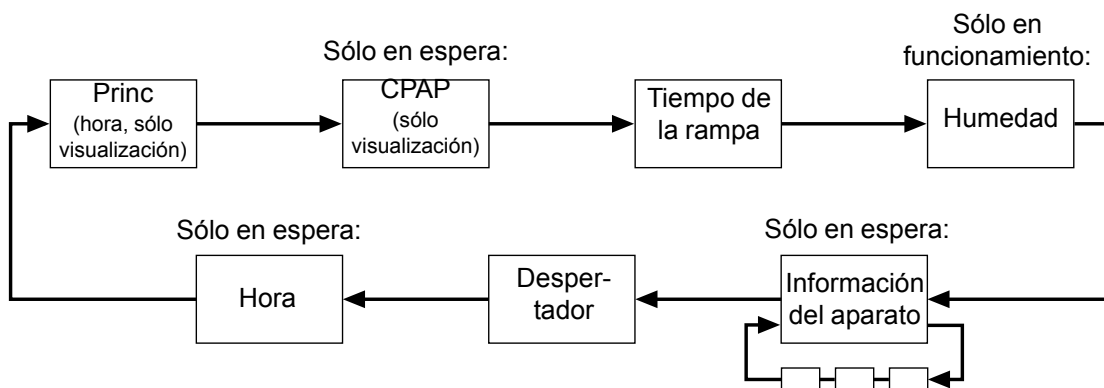 Sólo en espera:
Princ
(hora, sólo
visualización)
CPAP
(sólo
visualización)
Tiempo de
la rampa
Sólo en
funcionamiento:
Humedad
Sólo en espera:
Hora
Desper-
tador
Sólo en espera:
Información
del aparato